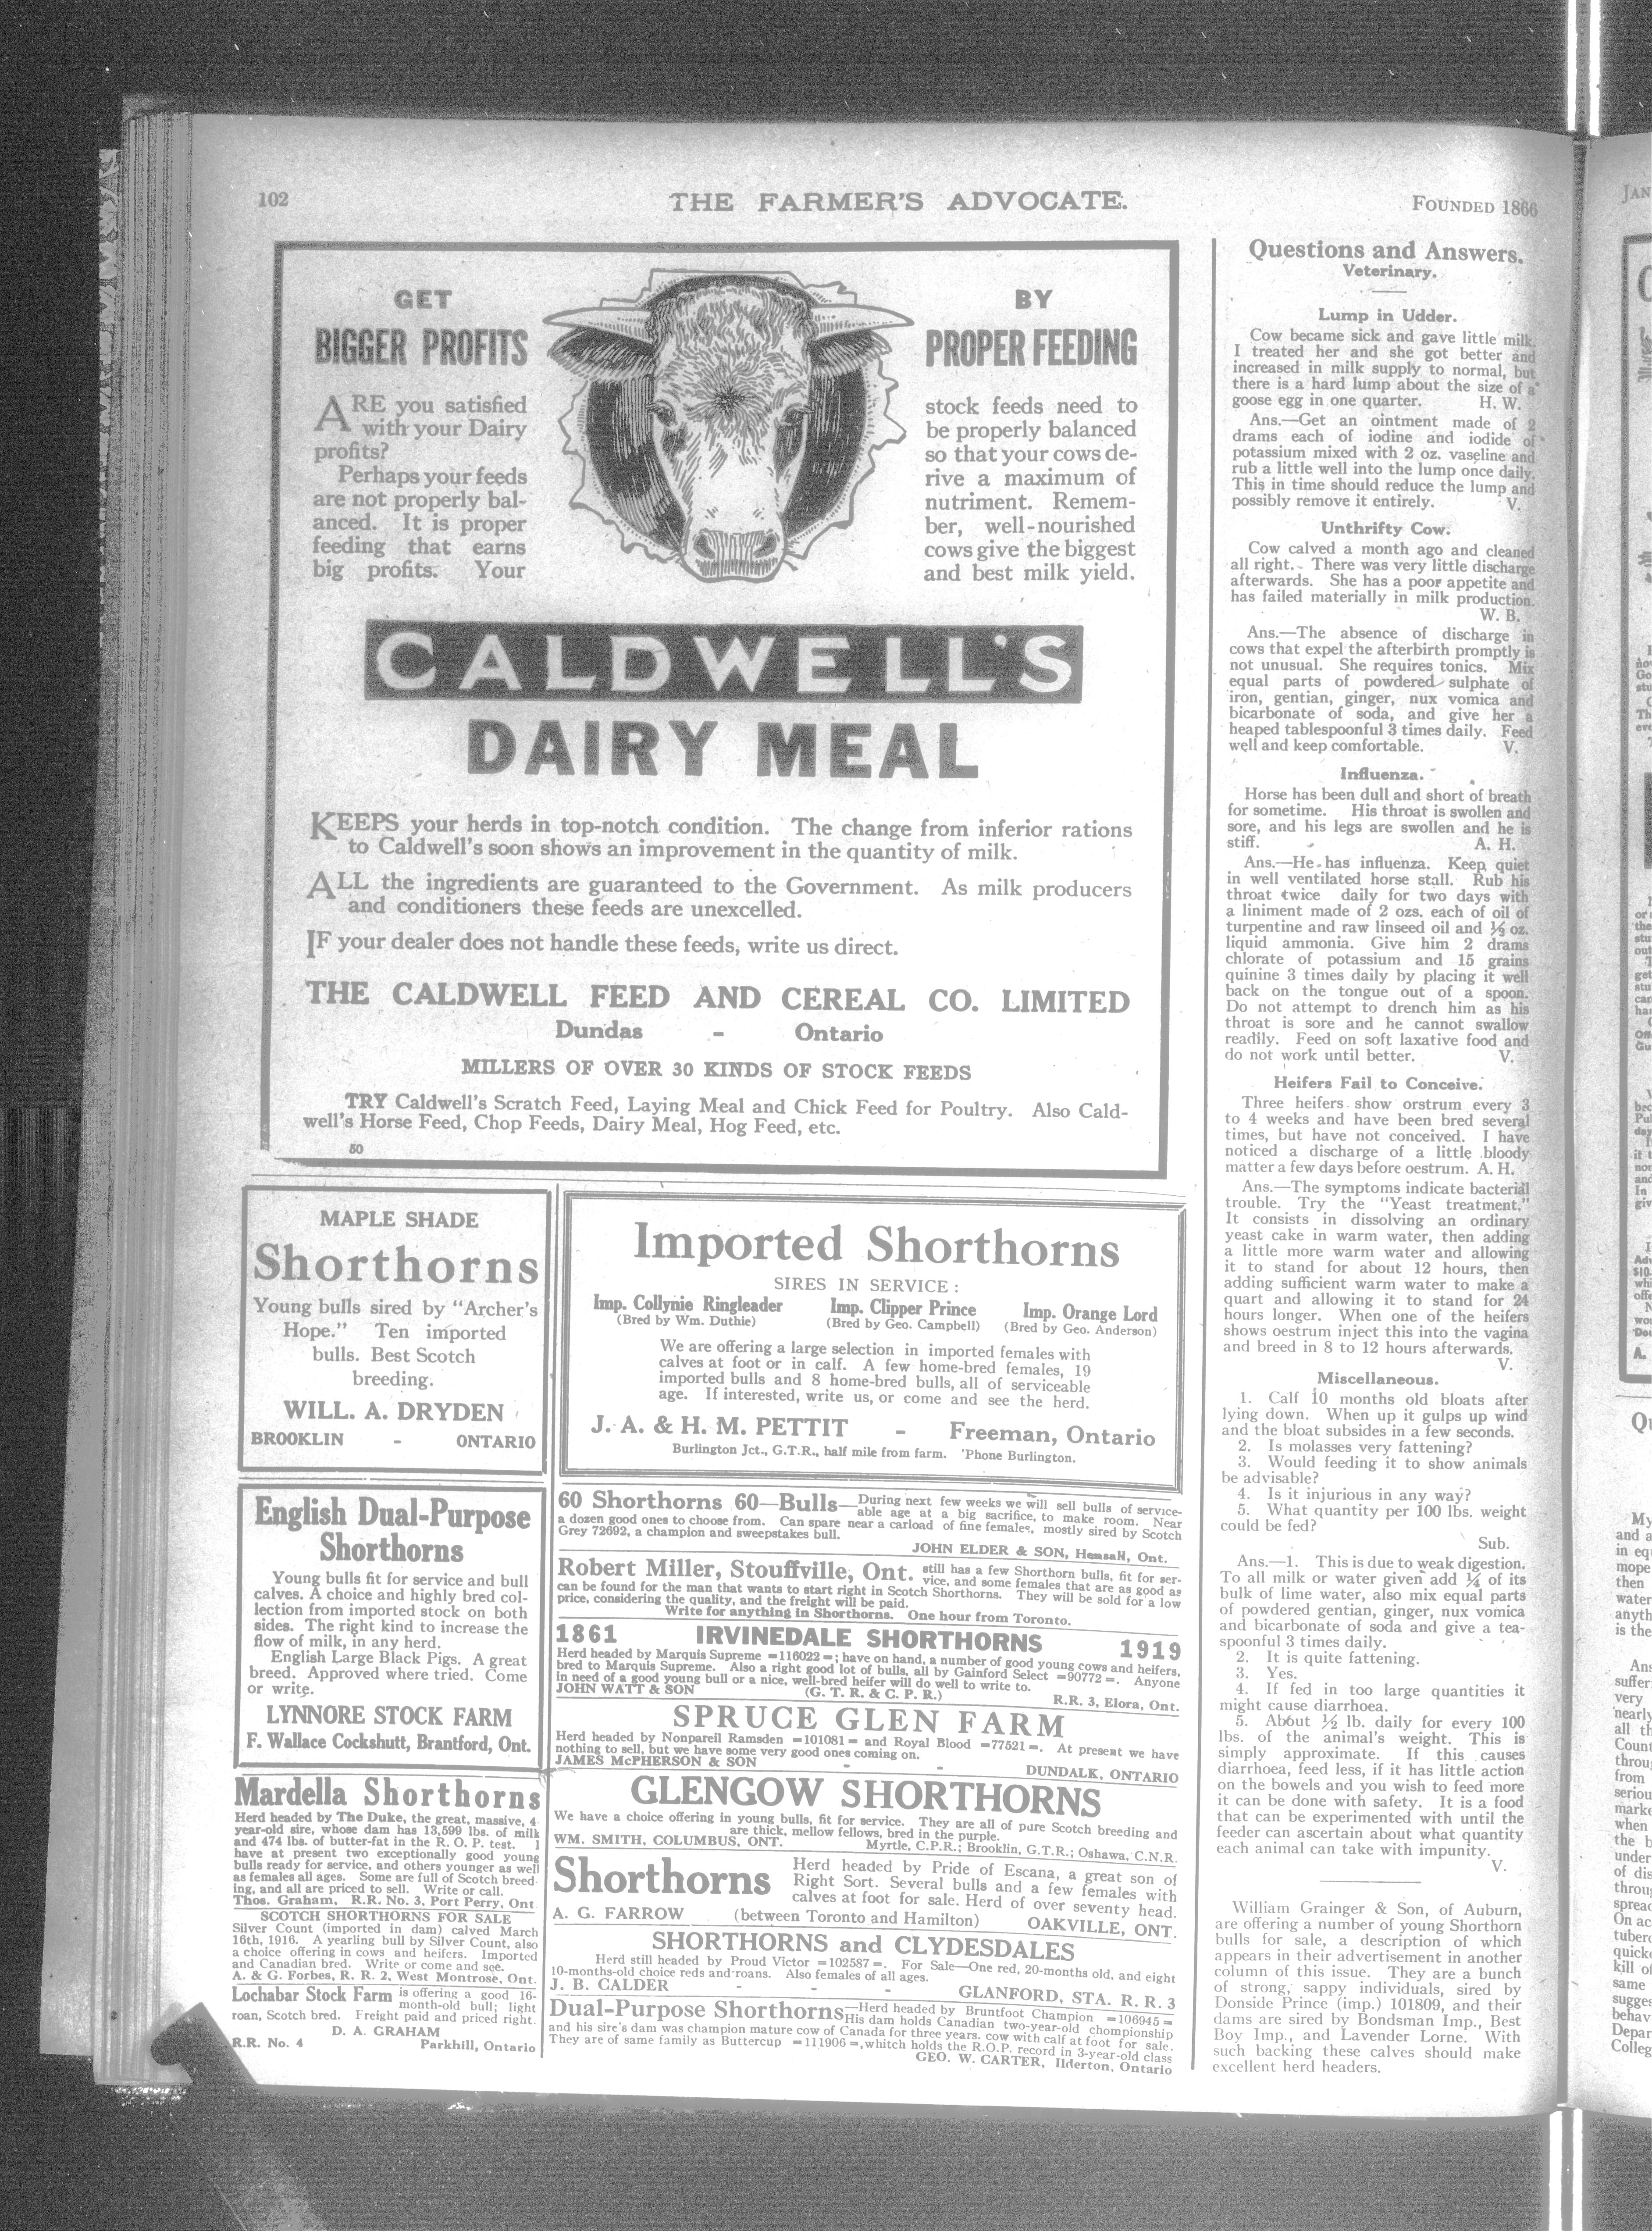 102
THE FARMER'S ADVOCATE.
FOUNDED 1866
GET
BIGGER PROFITS
ARE you satisfied
with your Dairy
profits?
Perhaps your feeds
are not properly bal-
anced. It is proper
feeding that earns
big profits. Your
BY
PROPER FEEDING
stock feeds need to
be properly balanced
so that your cows de-
rive a maximum of
nutriment. Remem-
ber, well-nourished
cows give the biggest
and best milk yield.
CALDWELL'S
DAIRY MEAL
KEEPS your herds in top-notch condition. The change from inferior rations
to Caldwell's soon shows an improvement in the quantity of milk.
ALL the ingredients are guaranteed to the Government. As milk producers
and conditioners these feeds are unexcelled.
IF your dealer does not handle these feeds, write us direct.
THE CALDWELL FEED AND CEREAL CO. LIMITED
Dundas - Ontario
MILLERS OF OVER 30 KINDS OF STOCK FEEDS
TRY Caldwell's Scratch Feed, Laying Meal and Chick Feed for Poultry. Also Cald-
well's Horse Feed, Chop Feeds, Dairy Meal, Hog Feed, etc.
50
MAPLE SHADE
Shorthorns
Young bulls sired by "Archer's
Hope." Ten imported
bulls. Best Scotch
breeding.
WILL. A. DRYDEN
BROOKLIN - ONTARIO
Imported Shorthorns
SIRES IN SERVICE:
Imp. Collynie Ringleader Imp. Clipper Prince Imp. Orange Lord
(Bred by Wm. Duthie) (Bred by Geo. Campbell) (Bred by Geo. Anderson)
We are offering a large selection in imported females with
calves at foot or in calf. A few home-bred females, 19
imported bulls and 8 home-bred bulls, all of serviceable
age. If interested, write us, or come and see the herd.
J. A. & H. M. PETTIT - Freeman, Ontario
Burlington Jct., G.T.R., half mile from farm. 'Phone Burlington.
English Dual-Purpose
Shorthorns
Young bulls fit for service and bull
calves. A choice and highly bred col-
lection from imported stock on both
sides. The right kind to increase the
flow of milk, in any herd.
English Large Black Pigs. A great
breed. Approved where tried. Come
or write.
LYNNORE STOCK FARM
F. Wallace Cockshutt, Brantford, Ont.
Mardella Shorthorns
Herd headed by The Duke, the great, massive, 4
year-old sire, whose dam has 13,599 lbs. of milk
and 474 lbs. of butter-fat in the R. O. P. test. I
have at present two exceptionally good young
bulls ready for service, and others younger as well
as females all ages. Some are full of Scotch breed-
ing, and all are priced to sell. Write or call.
Thos. Graham, R.R. No. 3, Port Perry, Ont
SCOTCH SHORTHORNS FOR SALE
Silver Count (imported in dam) calved March
16th, 1916. A yearling bull by Silver Count, also
a choice offering in cows and heifers. Imported
and Canadian bred. Write or come and see.
A. & G. Forbes, R. R. 2, West Montrose, Ont.
Lochabar Stock Farm is offering a good 16-
month-old bull; light
roan, Scotch bred. Freight paid and priced right.
D. A. GRAHAM
R.R. No. 4 Parkhill, Ontario
60 Shorthorns 60—Bulls—During next few weeks we will sell bulls of service-
able age at a big sacrifice, to make room. Near
a dozen good ones to choose from. Can spare near a carload of fine females, mostly sired by Scotch
Grey 72692, a champion and sweepstakes bull.
JOHN ELDER & SON, Hensall, Ont.
Robert Miller, Stouffville, Ont. still has a few Shorthorn bulls, fit for ser-
vice, and some females that are as good as
can be found for the man that wants to start right in Scotch Shorthorns. They will be sold for a low
price, considering the quality, and the freight will be paid.
Write for anything in Shorthorns. One hour from Toronto.
1861 IRVINEDALE SHORTHORNS 1919
Herd headed by Marquis Supreme =116022=; have on hand, a number of good young cows and heifers,
bred to Marquis Supreme. Also a right good lot of bulls, all by Gainford Select =90772=. Anyone
in need of a good young bull or a nice, well-bred heifer will do well to write to.
JOHN WATT & SON (G. T. R. & C. P. R.) R.R. 3, Elora, Ont.
SPRUCE GLEN FARM
Herd headed by Nonpareil Ramsden =101081= and Royal Blood =77521=. At present we have
nothing to sell, but we have some very good ones coming on.
JAMES McPHERSON & SON - - DUNDALK, ONTARIO
GLENGOW SHORTHORNS
We have a choice offering in young bulls, fit for service. They are all of pure Scotch breeding and
are thick, mellow fellows, bred in the purple.
WM. SMITH, COLUMBUS, ONT. Myrtle, C.P.R.; Brooklin, G.T.R.; Oshawa, C.N.R.
Shorthorns Herd headed by Pride of Escana, a great son of
Right Sort. Several bulls and a few females with
calves at foot for sale. Herd of over seventy head.
A. G. FARROW (between Toronto and Hamilton) OAKVILLE, ONT.
SHORTHORNS and CLYDESDALES
Herd still headed by Proud Victor =102587=. For Sale—One red, 20-months old, and eight
10-months-old choice reds and roans. Also females of all ages.
J. B. CALDER - - - GLANFORD, STA. R. R. 3
Dual-Purpose Shorthorns—Herd headed by Bruntfoot Champion =106945=
His dam holds Canadian two-year-old chompionship
and his sire's dam was champion mature cow of Canada for three years. cow with calf at foot for sale.
They are of same family as Buttercup =111906=, whitch holds the R.O.P. record in 3-year-old class
GEO. W. CARTER, Ilderton, Ontario
Questions and Answers.
Veterinary.
Lump in Udder.
Cow became sick and gave little milk.
I treated her and she got better and
increased in milk supply to normal, but
there is a hard lump about the size of a
goose egg in one quarter. H. W.
Ans.—Get an ointment made of 2
drams each of iodine and iodide of
potassium mixed with 2 oz. vaseline and
rub a little well into the lump once daily.
This in time should reduce the lump and
possibly remove it entirely. V.
Unthrifty Cow.
Cow calved a month ago and cleaned
all right. There was very little discharge
afterwards. She has a poor appetite and
has failed materially in milk production.
W. B.
Ans.—The absence of discharge in
cows that expel the afterbirth promptly is
not unusual. She requires tonics. Mix
equal parts of powdered sulphate of
iron, gentian, ginger, nux vomica and
bicarbonate of soda, and give her a
heaped tablespoonful 3 times daily. Feed
well and keep comfortable. V.
Influenza.
Horse has been dull and short of breath
for sometime. His throat is swollen and
sore, and his legs are swollen and he is
stiff. A. H.
Ans.—He has influenza. Keep quiet
in well ventilated horse stall. Rub his
throat twice daily for two days with
a liniment made of 2 ozs. each of oil of
turpentine and raw linseed oil and ½ oz.
liquid ammonia. Give him 2 drams
chlorate of potassium and 15 grains
quinine 3 times daily by placing it well
back on the tongue out of a spoon.
Do not attempt to drench him as his
throat is sore and he cannot swallow
readily. Feed on soft laxative food and
do not work until better. V.
Heifers Fail to Conceive.
Three heifers show orstrum every 3
to 4 weeks and have been bred several
times, but have not conceived. I have
noticed a discharge of a little bloody
matter a few days before oestrum. A. H.
Ans.—The symptoms indicate bacterial
trouble. Try the "Yeast treatment."
It consists in dissolving an ordinary
yeast cake in warm water, then adding
a little more warm water and allowing
it to stand for about 12 hours, then
adding sufficient warm water to make a
quart and allowing it to stand for 24
hours longer. When one of the heifers
shows oestrum inject this into the vagina
and breed in 8 to 12 hours afterwards.
V.
Miscellaneous.
1. Calf 10 months old bloats after
lying down. When up it gulps up wind
and the bloat subsides in a few seconds.
2. Is molasses very fattening?
3. Would feeding it to show animals
be advisable?
4. Is it injurious in any way?
5. What quantity per 100 lbs. weight
could be fed?
Sub.
Ans.—1. This is due to weak digestion.
To all milk or water given add ¼ of its
bulk of lime water, also mix equal parts
of powdered gentian, ginger, nux vomica
and bicarbonate of soda and give a tea-
spoonful 3 times daily.
2. It is quite fattening.
3. Yes.
4. If fed in too large quantities it
might cause diarrhoea.
5. About ½ lb. daily for every 100
lbs. of the animal's weight. This is
simply approximate. If this causes
diarrhoea, feed less, if it has little action
on the bowels and you wish to feed more
it can be done with safety. It is a food
that can be experimented with until the
feeder can ascertain about what quantity
each animal can take with impunity.
V.
William Grainger & Son, of Auburn,
are offering a number of young Shorthorn
bulls for sale, a description of which
appears in their advertisement in another
column of this issue. They are a bunch
of strong, sappy individuals, sired by
Donside Prince (imp.) 101809, and their
dams are sired by Bondsman Imp., Best
Boy Imp., and Lavender Lorne. With
such backing these calves should make
excellent herd headers.